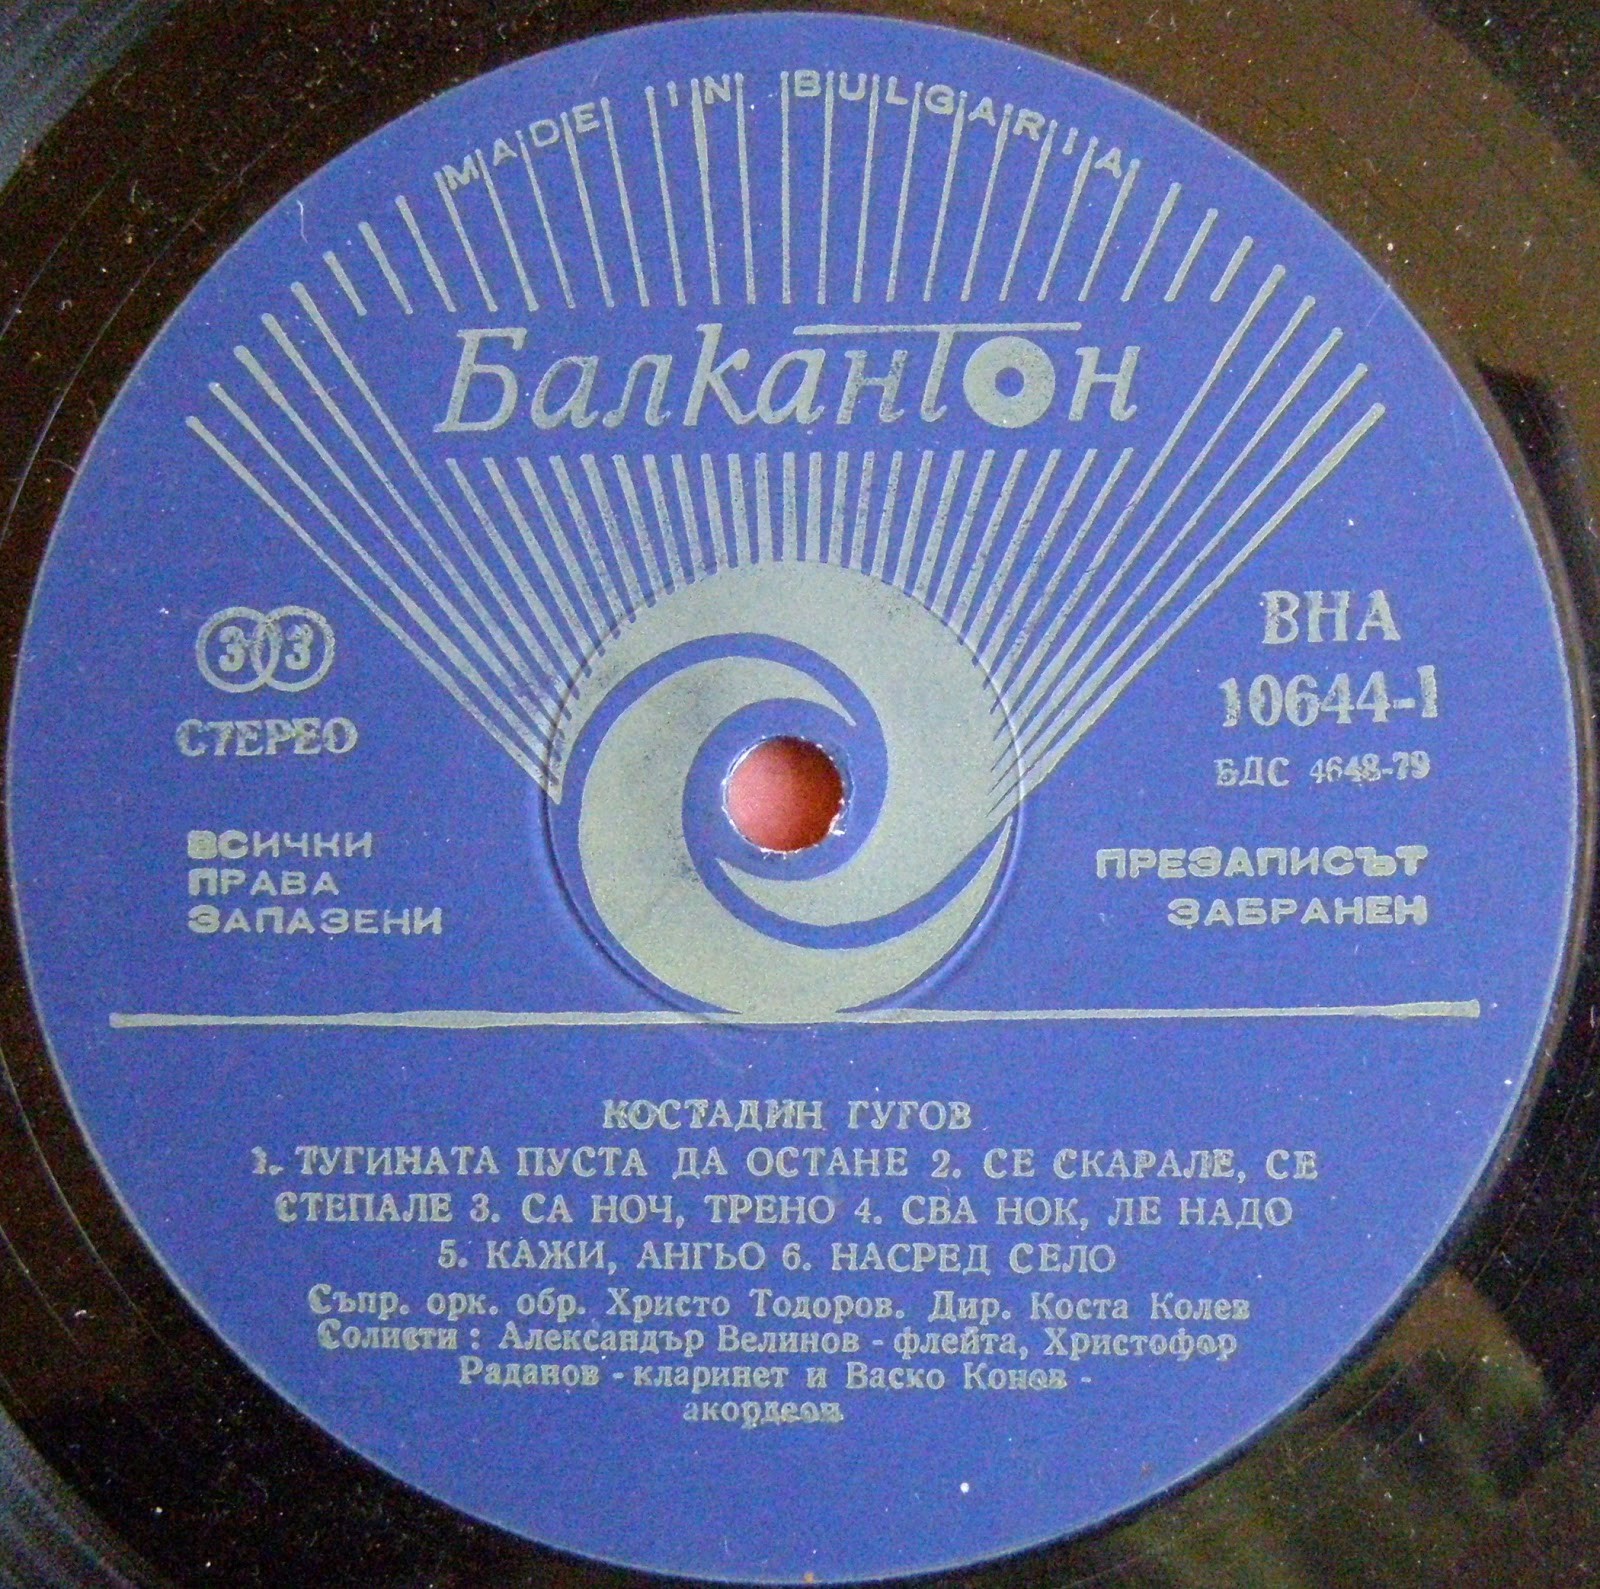 MADE IN BULGARIA
Балкантон
33
СТЕРЕО
ВНА
10644-I
БДС 4648-79
ВСИЧКИ
ПРАВА
ЗАПАЗЕНИ
ПРЕЗАПИСЪТ
ЗАБРАНЕН
КОСТАДИН ГУГОВ
1. ТУГИНАТА ПУСТА ДА ОСТАНЕ 2. СЕ СКАРАЛЕ, СЕ
СТЕПАЛЕ 3. СА НОЧ, ТРЕНО 4. СВА НОК, ЛЕ НАДО
5. КАЖИ, АНГЬО 6. НАСРЕД СЕЛО
Съпр. орк. обр. Христо Тодоров. Дир. Коста Колев
Солисти : Александър Велинов - флейта, Христофор
Раданов - кларинет и Васко Конов -
акордеон